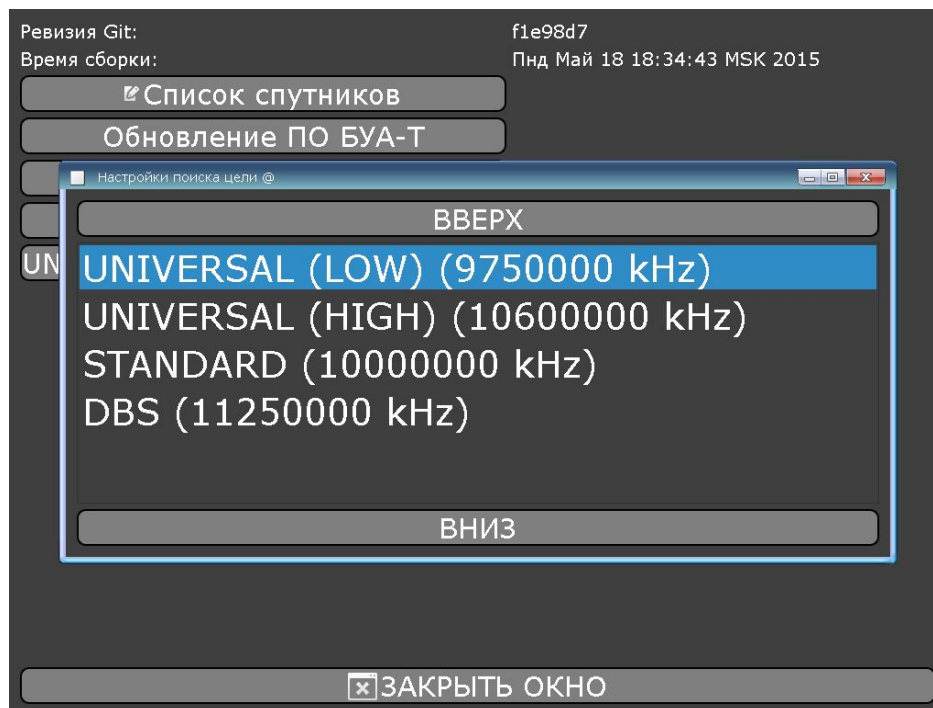 Ревизия Git: f1e98d7
Время сборки: Пнд Май 18 18:34:43 MSK 2015
Список спутников
Обновление ПО БУА-Т
Настройки поиска цели @
ВВЕРХ
UN
UNIVERSAL (LOW) (9750000 kHz)
UNIVERSAL (HIGH) (10600000 kHz)
STANDARD (10000000 kHz)
DBS (11250000 kHz)
ВНИЗ
ЗАКРЫТЬ ОКНО